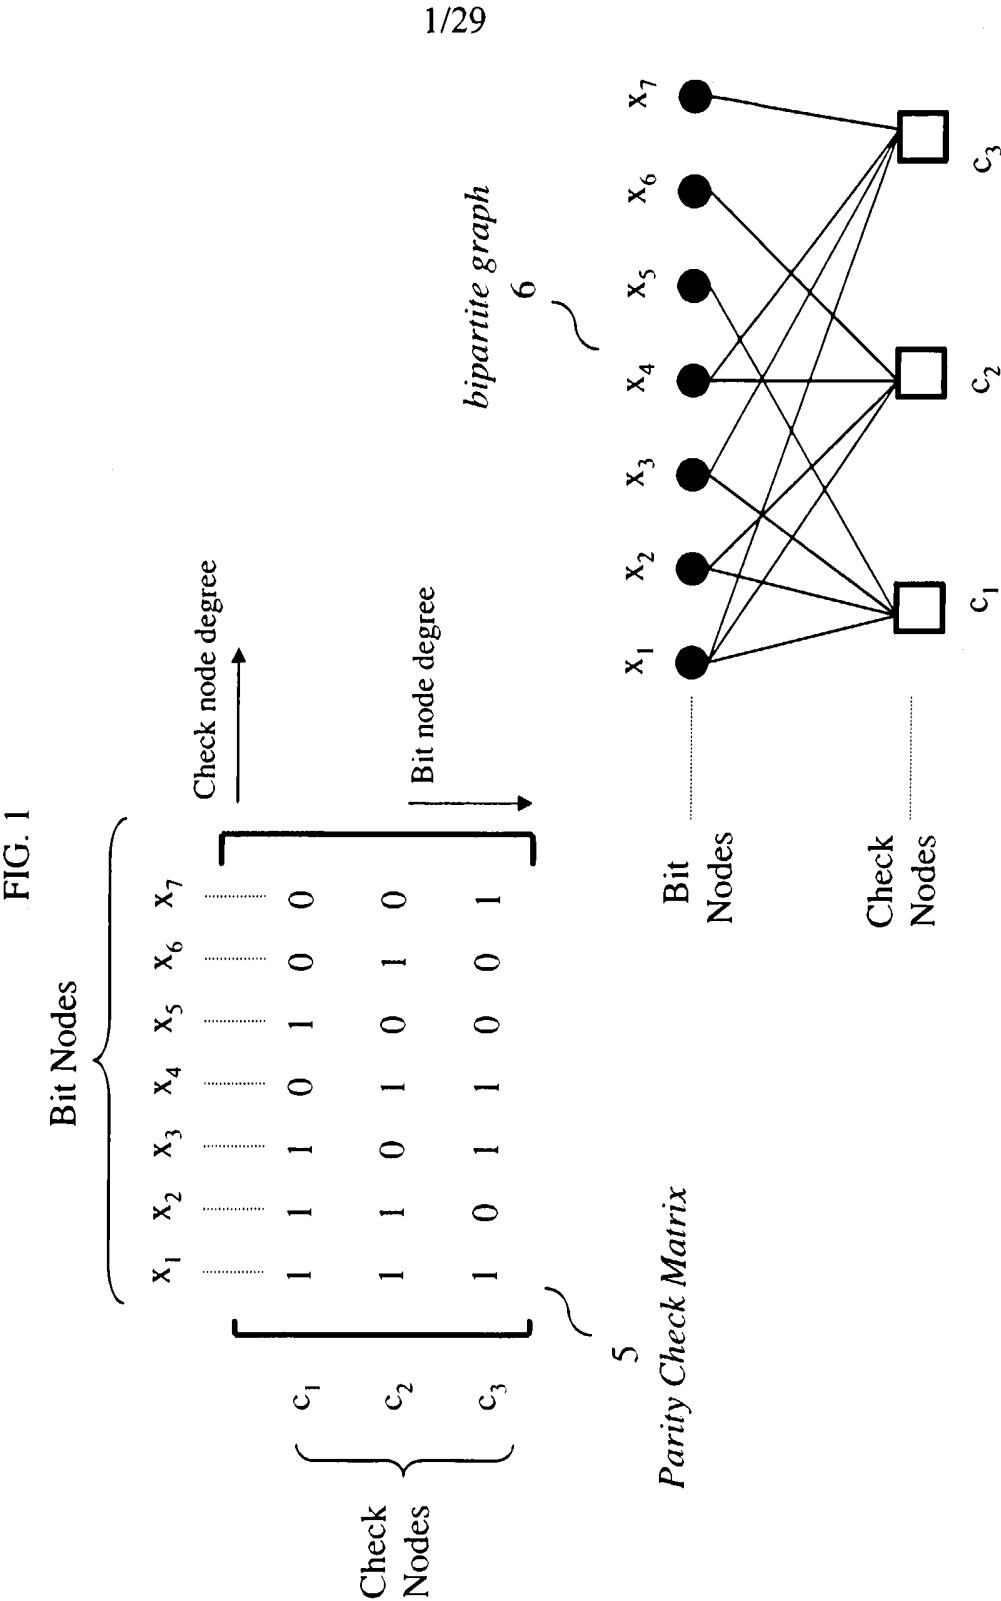 1/29
FIG. 1
Bit Nodes
x1 x2 x3 x4 x5 x6 x7
Check node degree
c1 1 1 1 0 1 0 0
c2 1 1 0 1 0 1 0
c3 1 0 1 1 0 0 1
Check
Nodes
Bit node degree
5
Parity Check Matrix
bipartite graph
6
x1 x2 x3 x4 x5 x6 x7
Bit
Nodes
Check
Nodes
c1 c2 c3